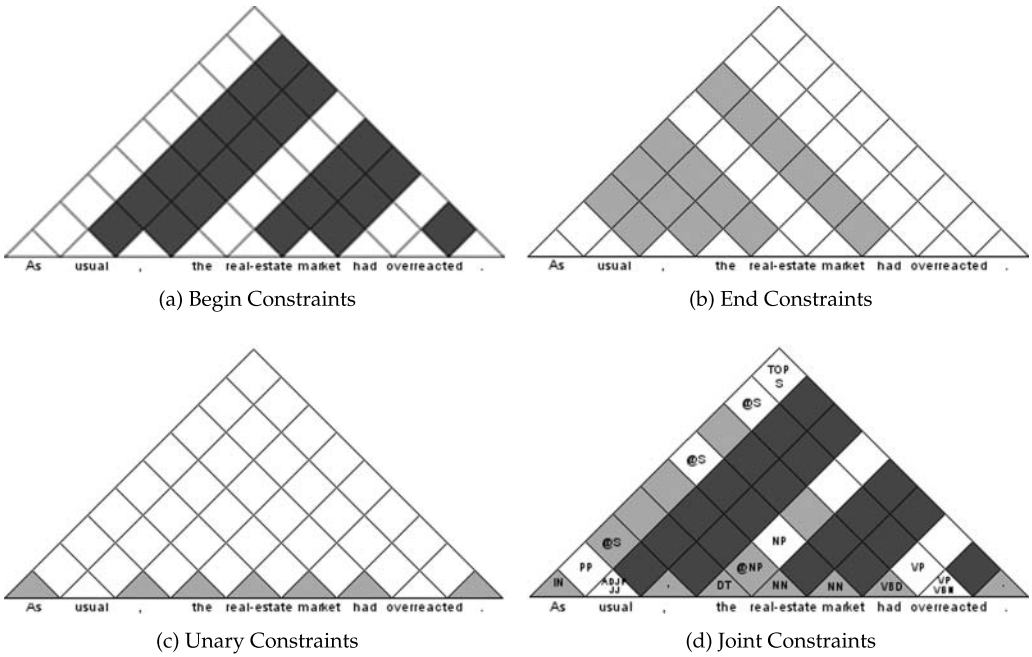 As usual , the real-estate market had overreacted .
(a) Begin Constraints
As usual , the real-estate market had overreacted .
(b) End Constraints
As usual , the real-estate market had overreacted .
(c) Unary Constraints
TOP
S
@S
@S
@S
NP
PP
@NP
VP
IN
ADJP
JJ
,
DT
NN
NN
VBD
VP
VBN
.
As usual , the real-estate market had overreacted .
(d) Joint Constraints